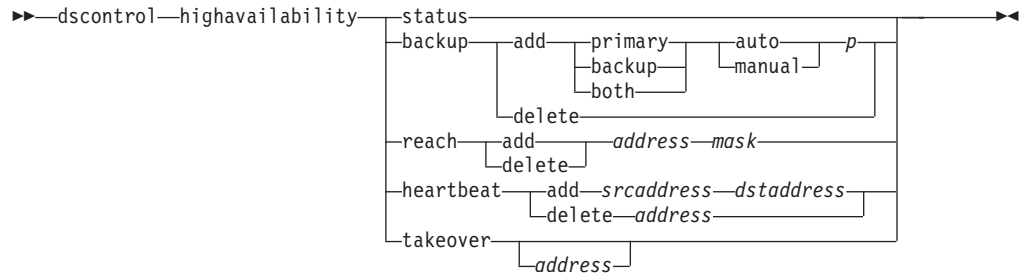 dscontrol highavailability status
backup add primary auto p
backup manual
both
delete
reach add address mask
delete
heartbeat add srcaddress dstaddress
delete address
takeover
address